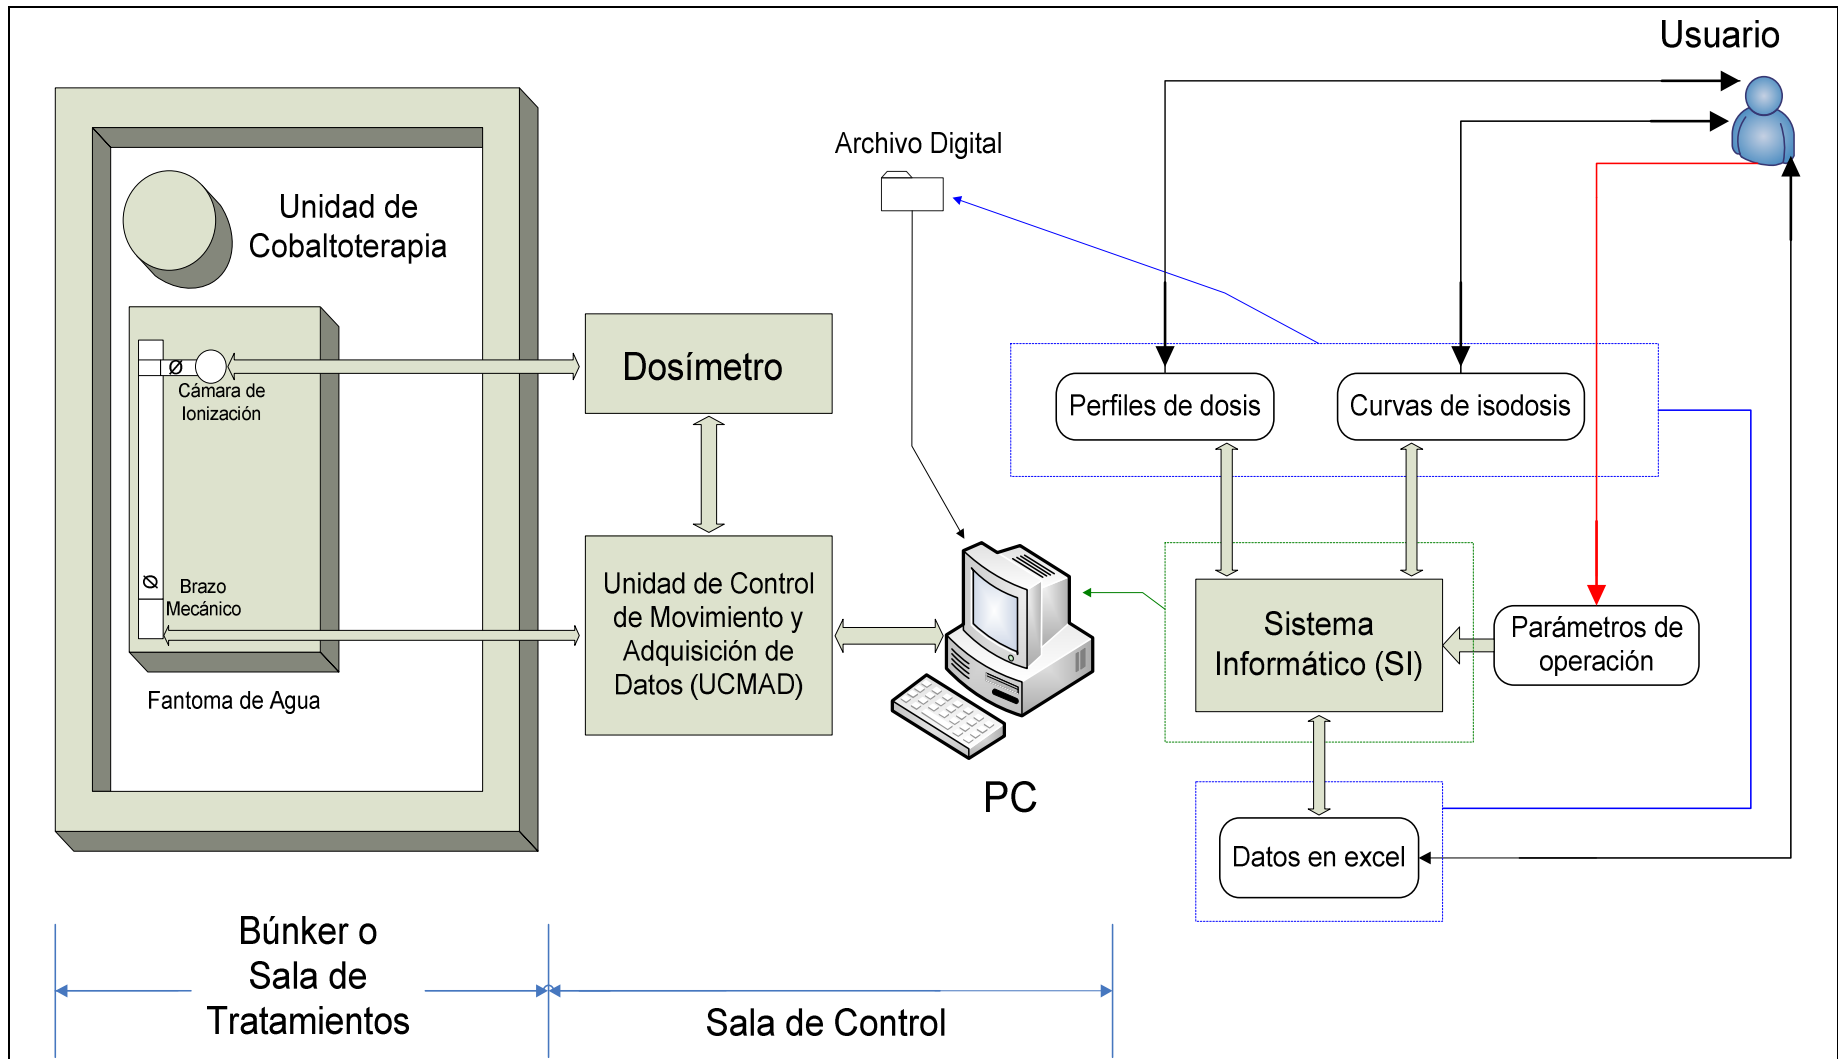 Usuario
Archivo Digital
Unidad de
Cobaltoterapia
Dosímetro
Cámara de
Ionización
Perfiles de dosis
Curvas de isodosis
Brazo
Mecánico
Unidad de Control
de Movimiento y
Adquisición de
Datos (UCMAD)
Sistema
Informático (SI)
Parámetros de
operación
Fantoma de Agua
PC
Datos en excel
Búnker o
Sala de
Tratamientos
Sala de Control